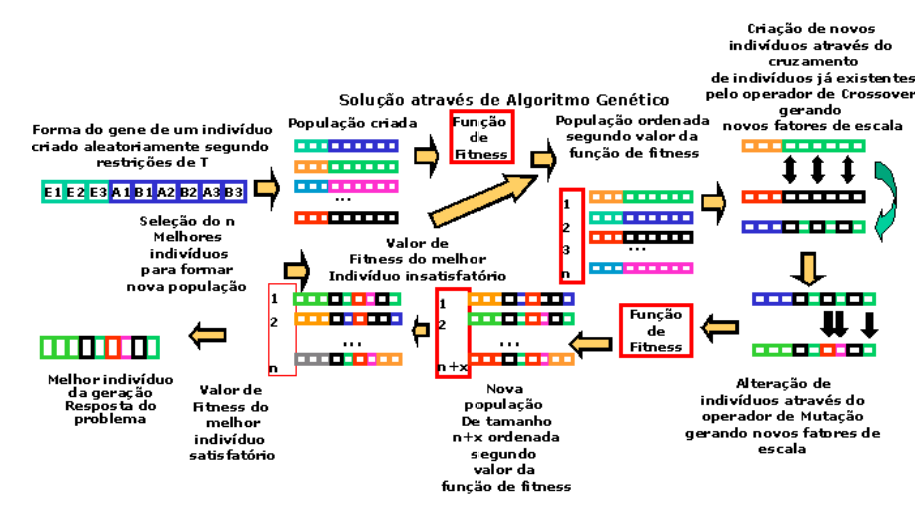 Criação de novos
indivíduos através do
cruzamento
de indivíduos já existentes
pelo operador de Crossover
gerando
novos fatores de escala
Solução através de Algoritmo Genético
Forma do gene de um indivíduo
criado aleatoriamente segundo
restrições de T
E1 E2 E3 A1 B1 A2 B2 A3 B3
População criada
...
Função
de
Fitness
População ordenada
segundo valor da
função de fitness
1
2
3
...
n
Seleção do n
Melhores
indivíduos
para formar
nova população
Valor de
Fitness do melhor
Indivíduo insatisfatório
1
2
...
n
1
2
...
n+x
Função
de
Fitness
Melhor indivíduo
da geração
Resposta do
problema
Valor de
Fitness do
melhor
indivíduo
satisfatório
Nova
população
De tamanho
n+x ordenada
segundo
valor da
função de fitness
Alteração de
indivíduos através do
operador de Mutação
gerando novos fatores de
escala